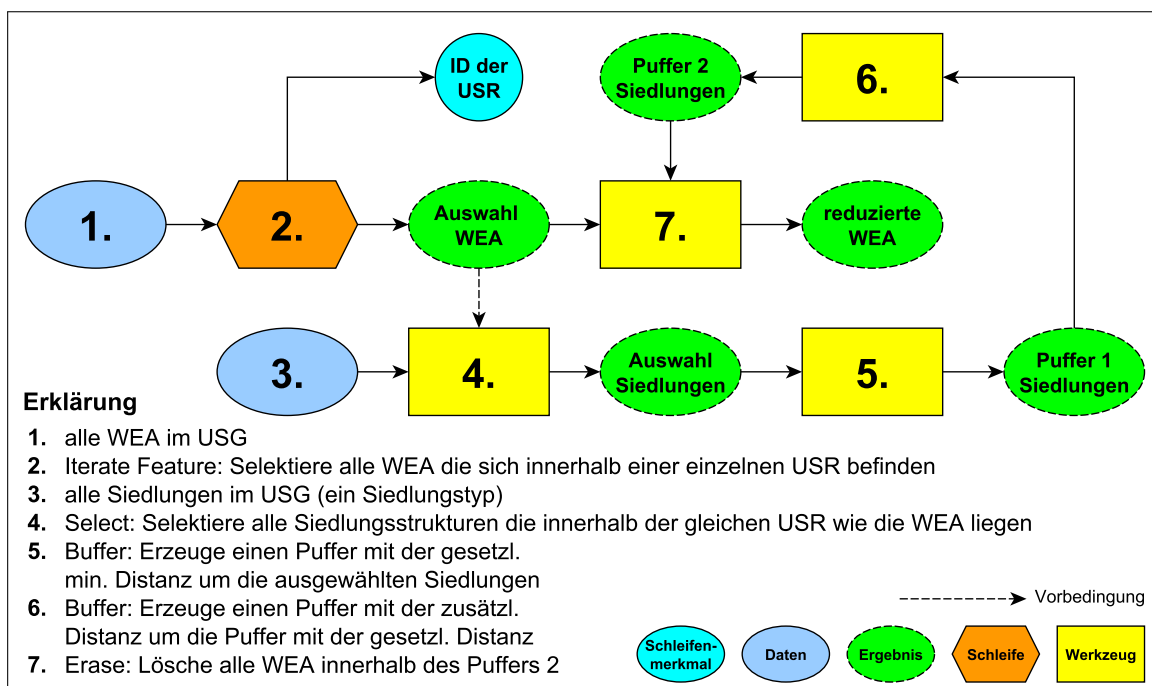 ID der
USR
Puffer 2
Siedlungen
6.
1.
2.
Auswahl
WEA
7.
reduzierte
WEA
3.
4.
Auswahl
Siedlungen
5.
Puffer 1
Siedlungen
Erklärung
1. alle WEA im USG
2. Iterate Feature: Selektiere alle WEA die sich innerhalb einer einzelnen USR befinden
3. alle Siedlungen im USG (ein Siedlungstyp)
4. Select: Selektiere alle Siedlungsstrukturen die innerhalb der gleichen USR wie die WEA liegen
5. Buffer: Erzeuge einen Puffer mit der gesetzl.
min. Distanz um die ausgewählten Siedlungen
6. Buffer: Erzeuge einen Puffer mit der zusätzl.
Distanz um die Puffer mit der gesetzl. Distanz
7. Erase: Lösche alle WEA innerhalb des Puffers 2
Vorbedingung
Schleifen-
merkmal
Daten
Ergebnis
Schleife
Werkzeug